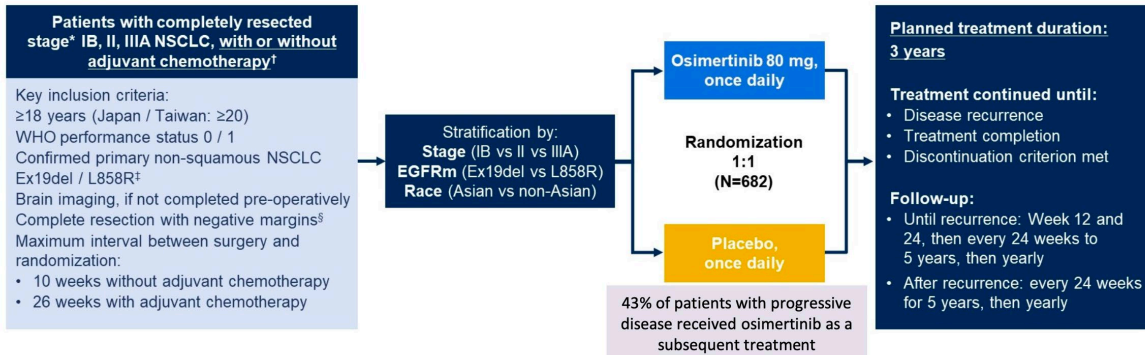 Patients with completely resected
stage* IB, II, IIIA NSCLC, with or without
adjuvant chemotherapy†
Key inclusion criteria:
≥18 years (Japan / Taiwan: ≥20)
WHO performance status 0 / 1
Confirmed primary non-squamous NSCLC
Ex19del / L858R‡
Brain imaging, if not completed pre-operatively
Complete resection with negative margins§
Maximum interval between surgery and
randomization:
• 10 weeks without adjuvant chemotherapy
• 26 weeks with adjuvant chemotherapy
Stratification by:
Stage (IB vs II vs IIIA)
EGFRm (Ex19del vs L858R)
Race (Asian vs non-Asian)
Osimertinib 80 mg,
once daily
Randomization
1:1
(N=682)
Placebo,
once daily
43% of patients with progressive
disease received osimertinib as a
subsequent treatment
Planned treatment duration:
3 years
Treatment continued until:
• Disease recurrence
• Treatment completion
• Discontinuation criterion met
Follow-up:
• Until recurrence: Week 12 and
24, then every 24 weeks to
5 years, then yearly
• After recurrence: every 24 weeks
for 5 years, then yearly